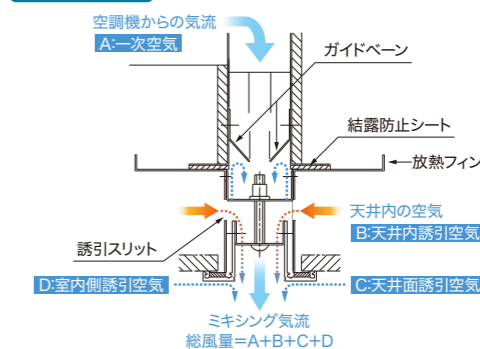 空調機からの気流
A:一次空気
ガイドベーン
結露防止シート
放熱フィン
天井内の空気
B:天井内誘引空気
誘引スリット
D:室内側誘引空気
C:天井面誘引空気
ミキシング気流
総風量=A+B+C+D